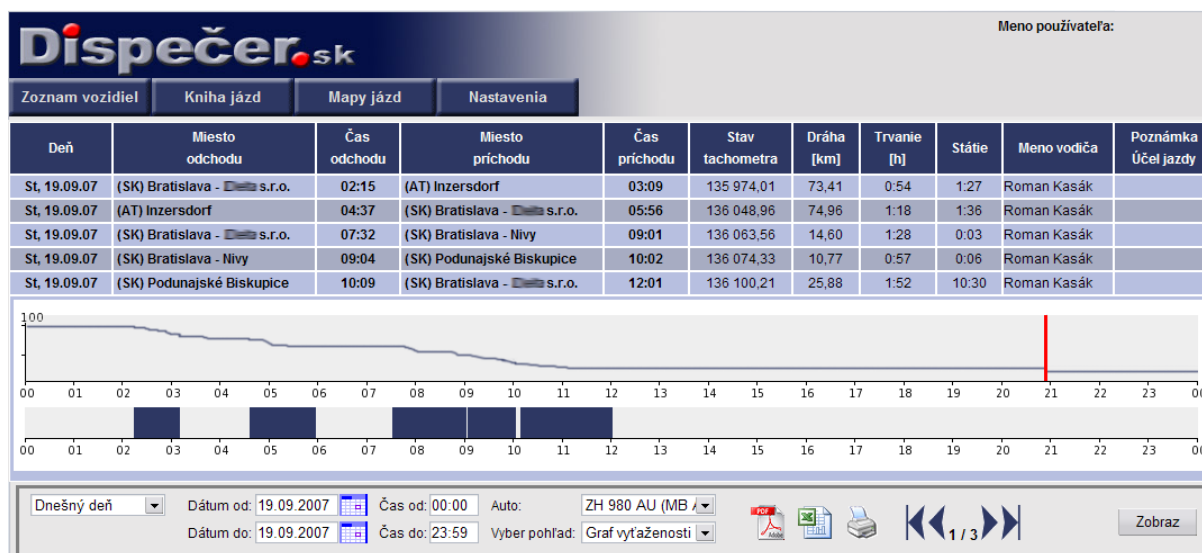 Meno používateľa:
Dispečer.sk
Zoznam vozidiel Kniha jázd Mapy jázd Nastavenia
Deň Miesto odchodu Čas odchodu Miesto príchodu Čas príchodu Stav tachometra Dráha [km] Trvanie [h] Státie Meno vodiča Poznámka Účel jazdy
St, 19.09.07 (SK) Bratislava - s.r.o. 02:15 (AT) Inzersdorf 03:09 135 974,01 73,41 0:54 1:27 Roman Kasák
St, 19.09.07 (AT) Inzersdorf 04:37 (SK) Bratislava - s.r.o. 05:56 136 048,96 74,96 1:18 1:36 Roman Kasák
St, 19.09.07 (SK) Bratislava - s.r.o. 07:32 (SK) Bratislava - Nivy 09:01 136 063,56 14,60 1:28 0:03 Roman Kasák
St, 19.09.07 (SK) Bratislava - Nivy 09:04 (SK) Podunajské Biskupice 10:02 136 074,33 10,77 0:57 0:06 Roman Kasák
St, 19.09.07 (SK) Podunajské Biskupice 10:09 (SK) Bratislava - s.r.o. 12:01 136 100,21 25,88 1:52 10:30 Roman Kasák
100
00 01 02 03 04 05 06 07 08 09 10 11 12 13 14 15 16 17 18 19 20 21 22 23
00 01 02 03 04 05 06 07 08 09 10 11 12 13 14 15 16 17 18 19 20 21 22 23
Dnešný deň Dátum od: 19.09.2007 Čas od: 00:00 Auto: ZH 980 AU (MB
Dátum do: 19.09.2007 Čas do: 23:59 Vyber pohľad: Graf vyťaženosti
PDF Adobe 1 / 3 Zobraz